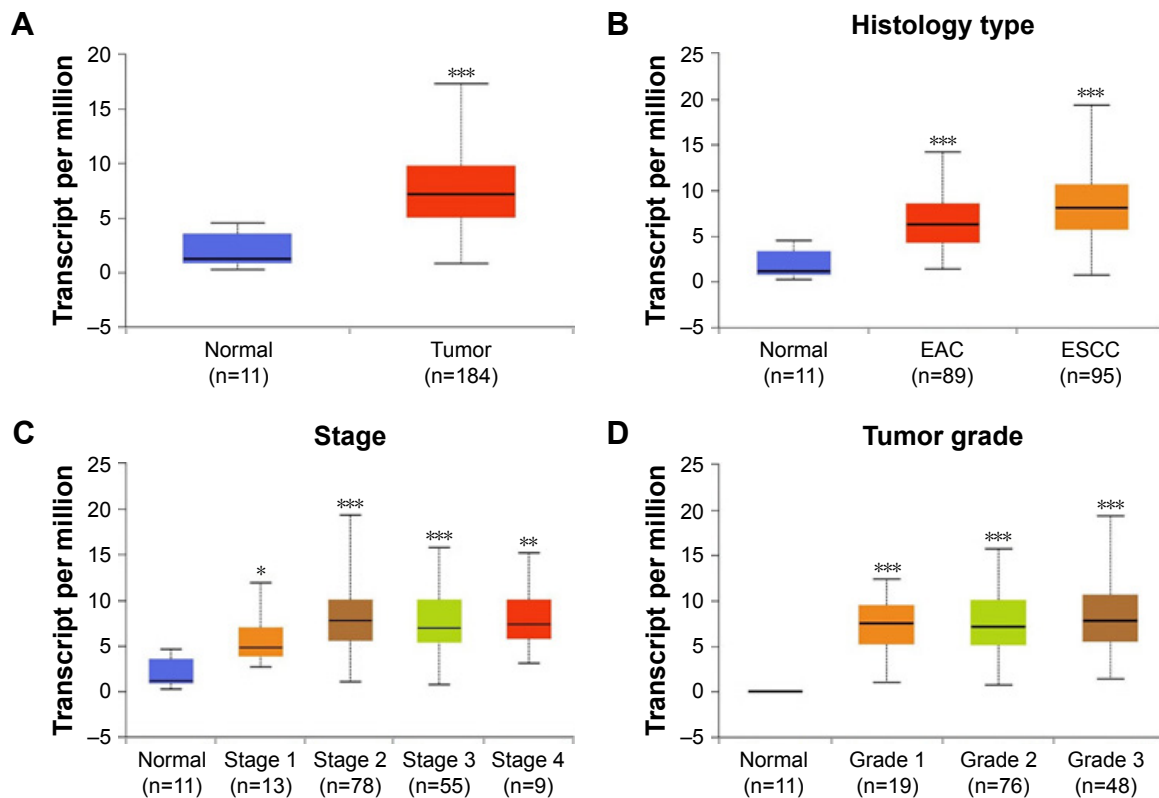 A
Transcript per million
20
15
10
5
0
–5
***
Normal
(n=11)
Tumor
(n=184)
B
Histology type
Transcript per million
25
20
15
10
5
0
–5
***
***
Normal
(n=11)
EAC
(n=89)
ESCC
(n=95)
C
Stage
Transcript per million
25
20
15
10
5
0
–5
*
***
***
**
Normal
(n=11)
Stage 1
(n=13)
Stage 2
(n=78)
Stage 3
(n=55)
Stage 4
(n=9)
D
Tumor grade
Transcript per million
25
20
15
10
5
0
–5
***
***
***
Normal
(n=11)
Grade 1
(n=19)
Grade 2
(n=76)
Grade 3
(n=48)